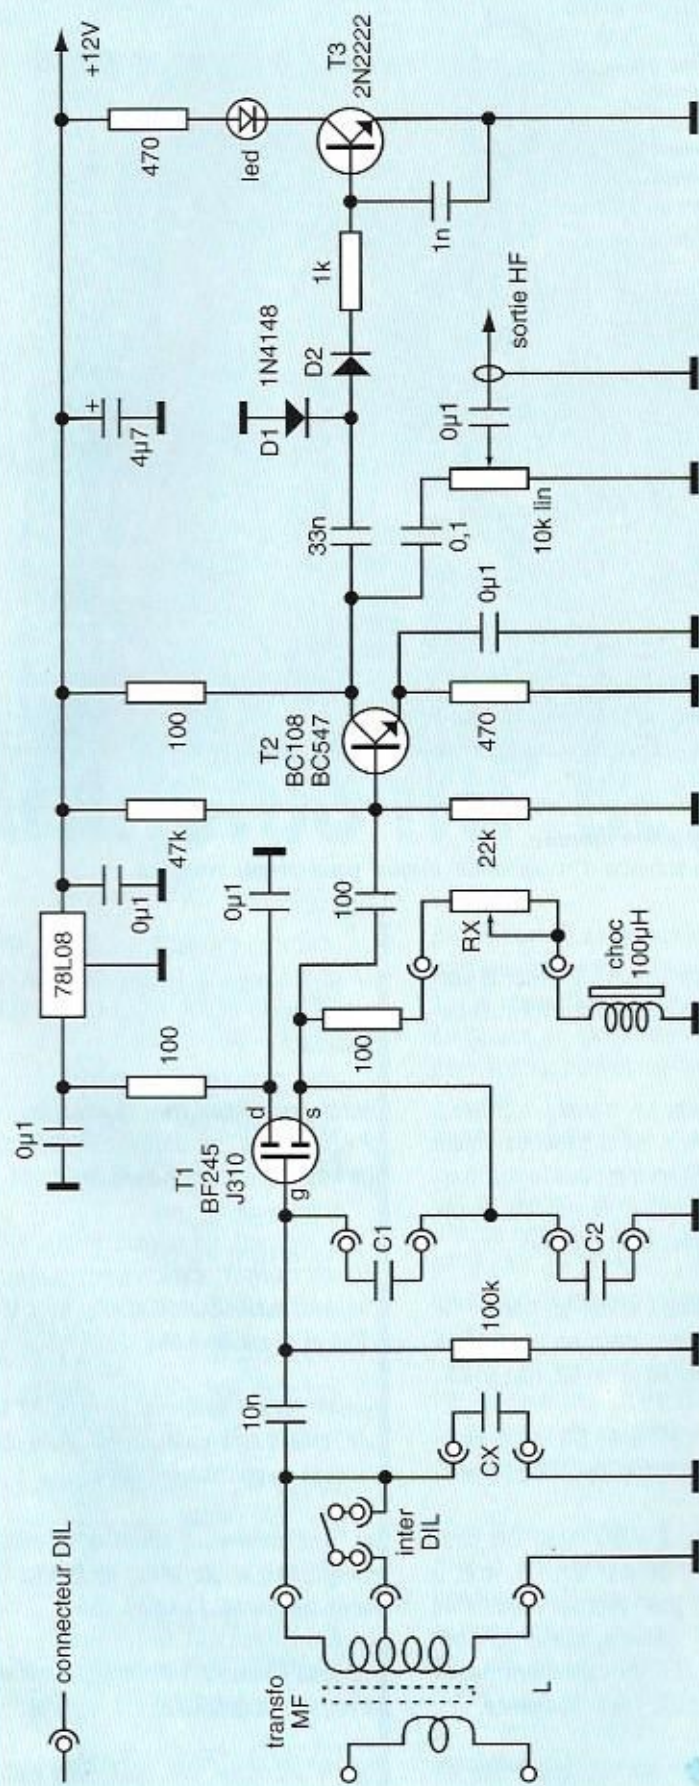 connecteur DIL
transfo
MF
L
inter
DIL
CX
10n
100k
C1
C2
g
d
s
T1
BF245
J310
0µ1
100
78L08
0µ1
0µ1
100
100
RX
choc
100µH
47k
22k
T2
BC108
BC547
100
470
0µ1
33n
0,1
10k lin
0µ1
sortie HF
4µ7
+
D1
1N4148
D2
1k
1n
470
led
T3
2N2222
+12V